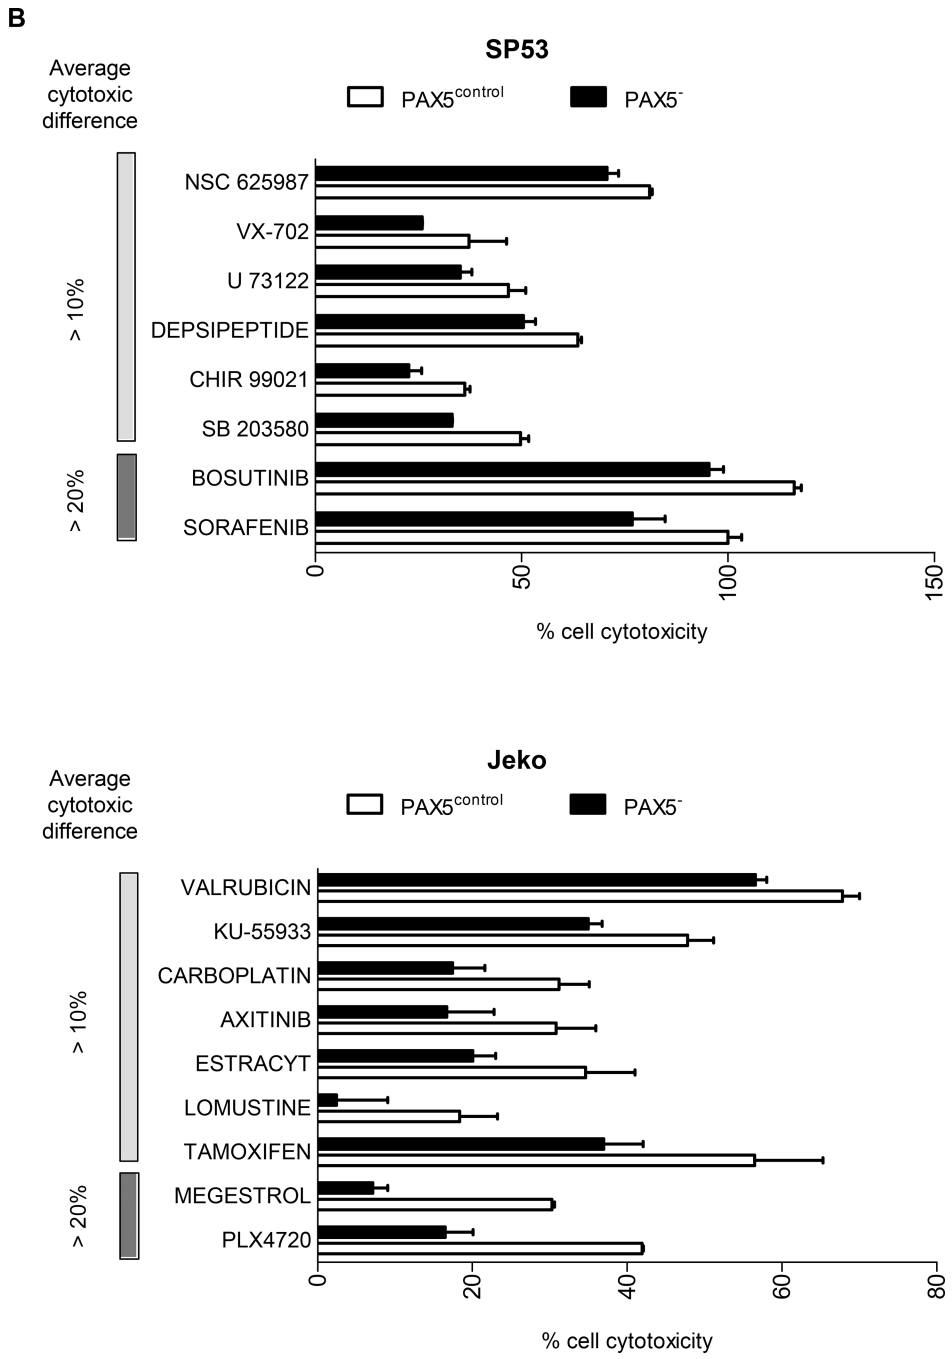 B
SP53
Average
cytotoxic
difference
PAX5control PAX5-
> 10%
> 20%
NSC 625987
VX-702
U 73122
DEPSIPEPTIDE
CHIR 99021
SB 203580
BOSUTINIB
SORAFENIB
0 50 100 150
% cell cytotoxicity
Jeko
Average
cytotoxic
difference
PAX5control PAX5-
> 10%
> 20%
VALRUBICIN
KU-55933
CARBOPLATIN
AXITINIB
ESTRACYT
LOMUSTINE
TAMOXIFEN
MEGESTROL
PLX4720
0 20 40 60 80
% cell cytotoxicity